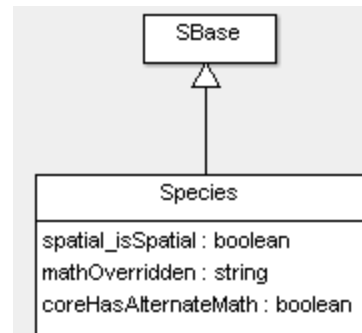 SBase
Species
spatial_isSpatial : boolean
mathOverridden : string
coreHasAlternateMath : boolean